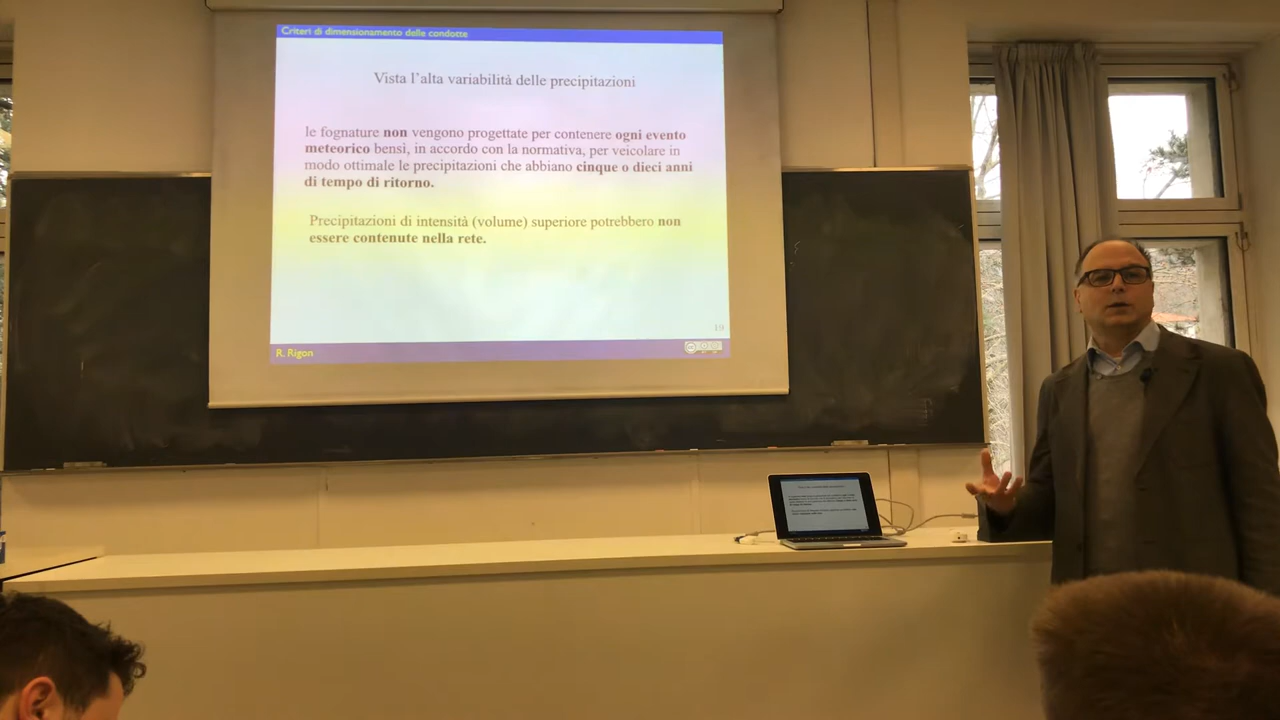 Criteri di dimensionamento delle condotte
Vista l'alta variabilità delle precipitazioni
le fognature non vengono progettate per contenere ogni evento
meteorico bensì, in accordo con la normativa, per veicolare in
modo ottimale le precipitazioni che abbiano cinque o dieci anni
di tempo di ritorno.
Precipitazioni di intensità (volume) superiore potrebbero non
essere contenute nella rete.
19
R. Rigon